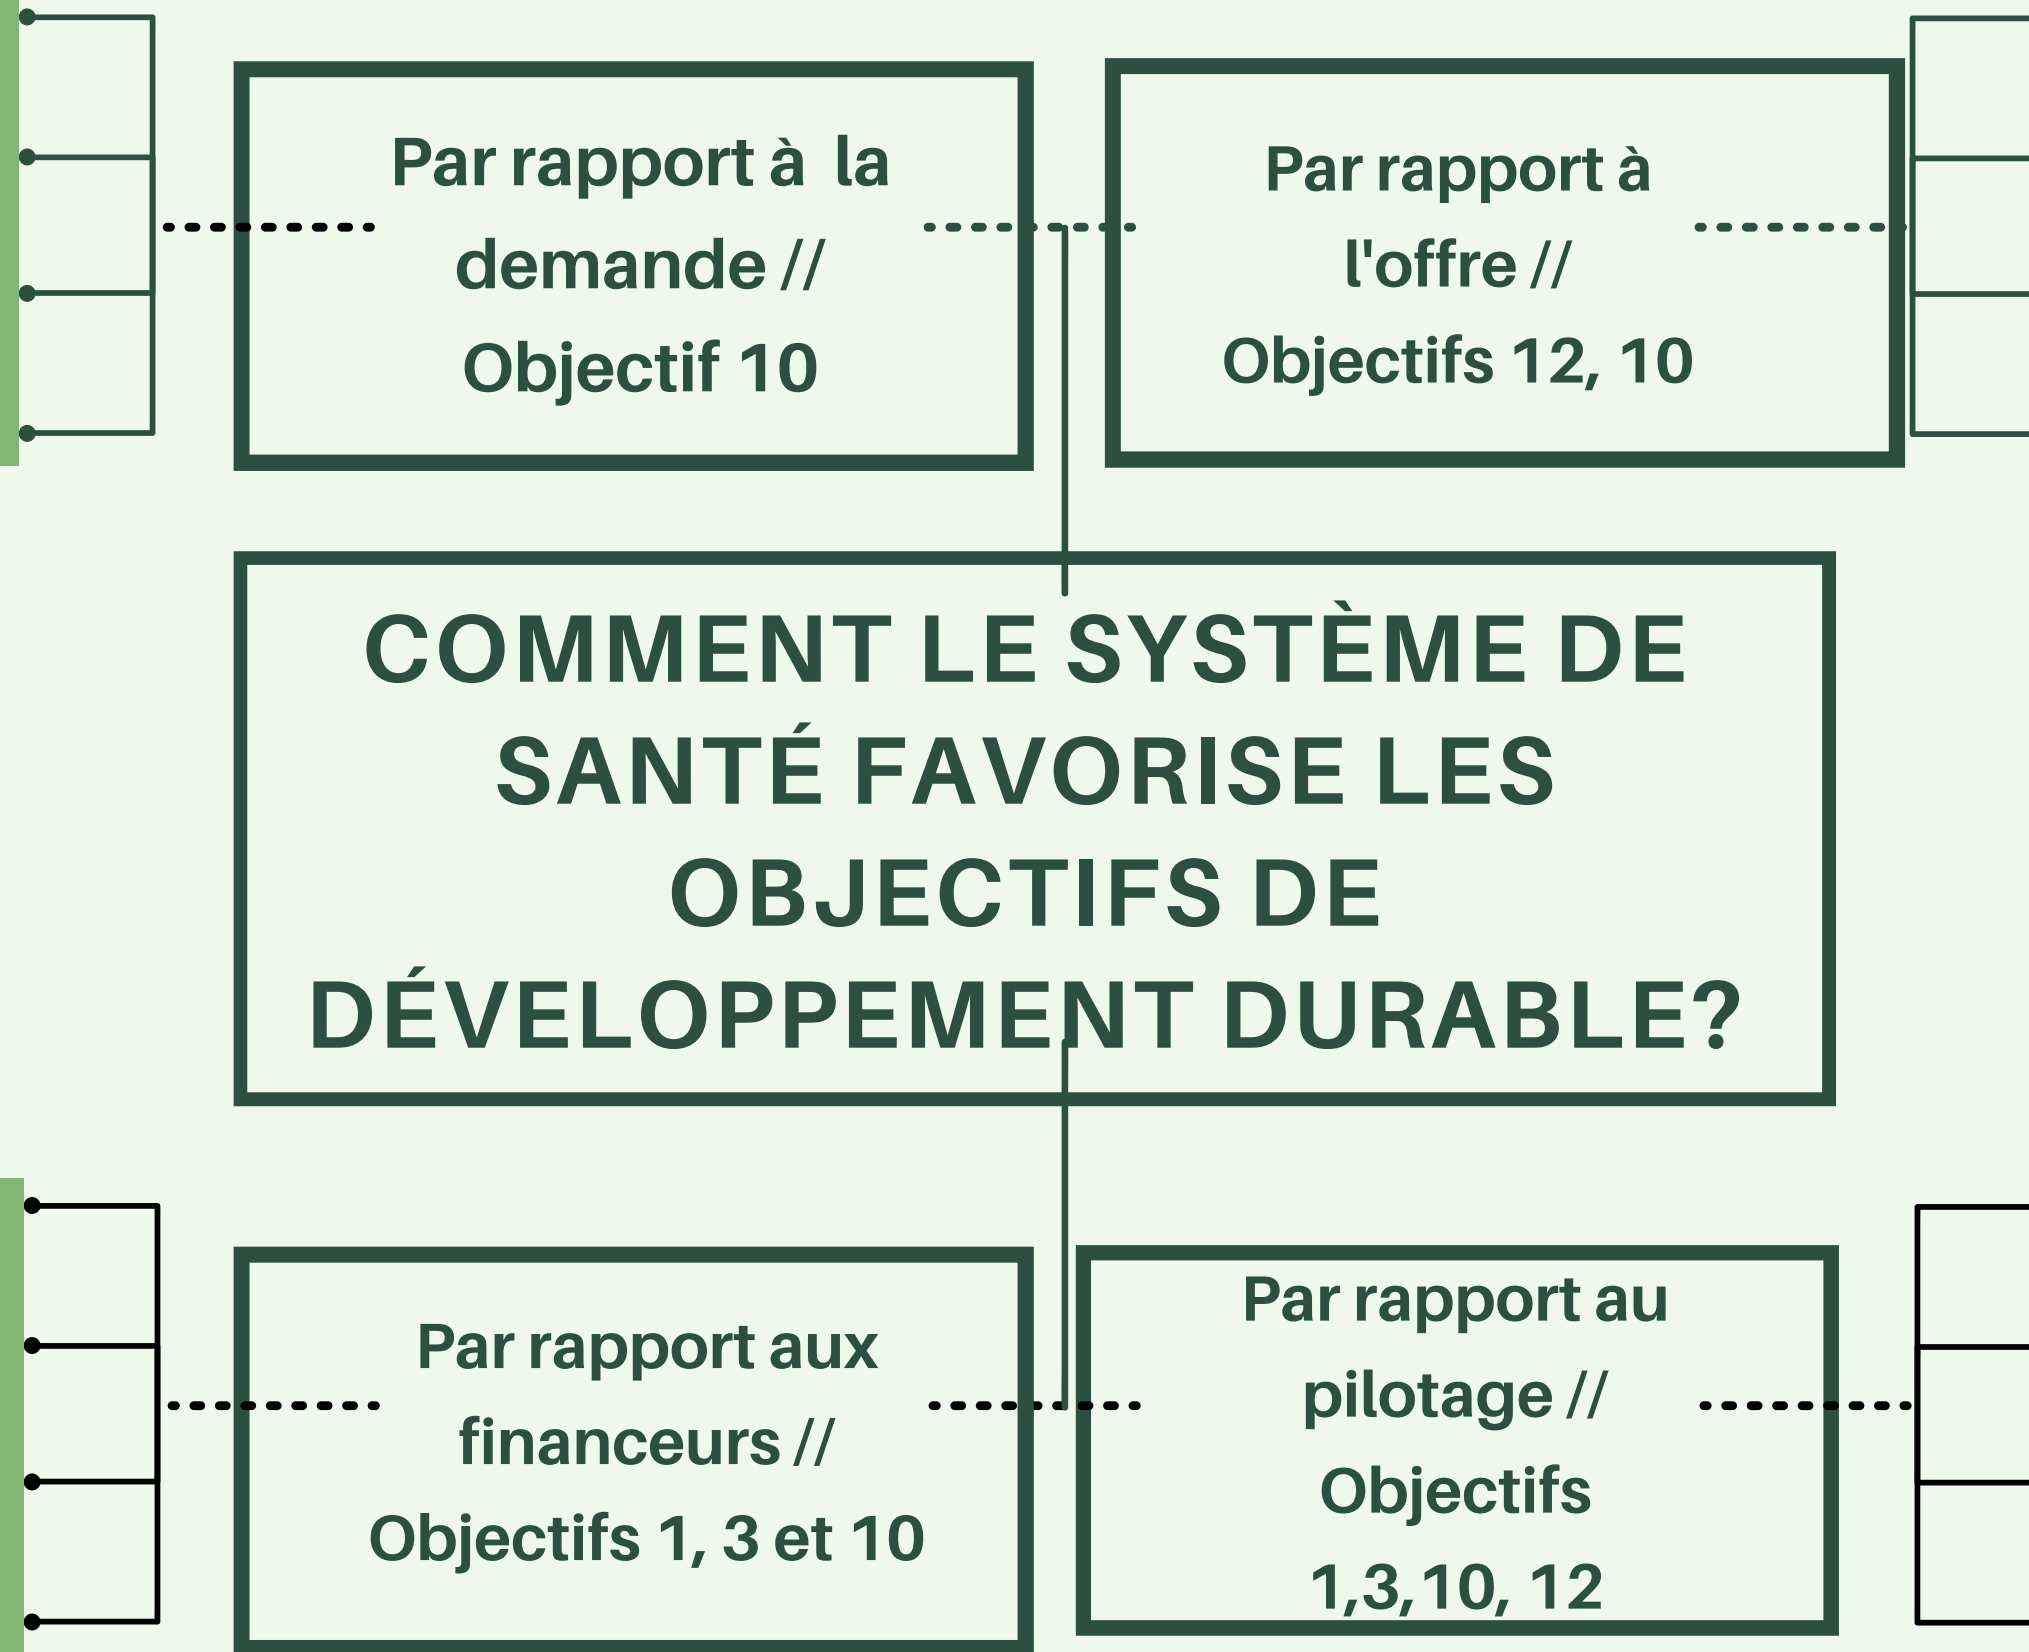 Par rapport à  la
demande //
Objectif 10
Par rapport à
l'offre //
Objectifs 12, 10
COMMENT LE SYSTÈME DE
SANTÉ FAVORISE LES
OBJECTIFS DE
DÉVELOPPEMENT DURABLE?
Par rapport aux
financeurs //
Objectifs 1, 3 et 10
Par rapport au
pilotage //
Objectifs
1,3,10, 12